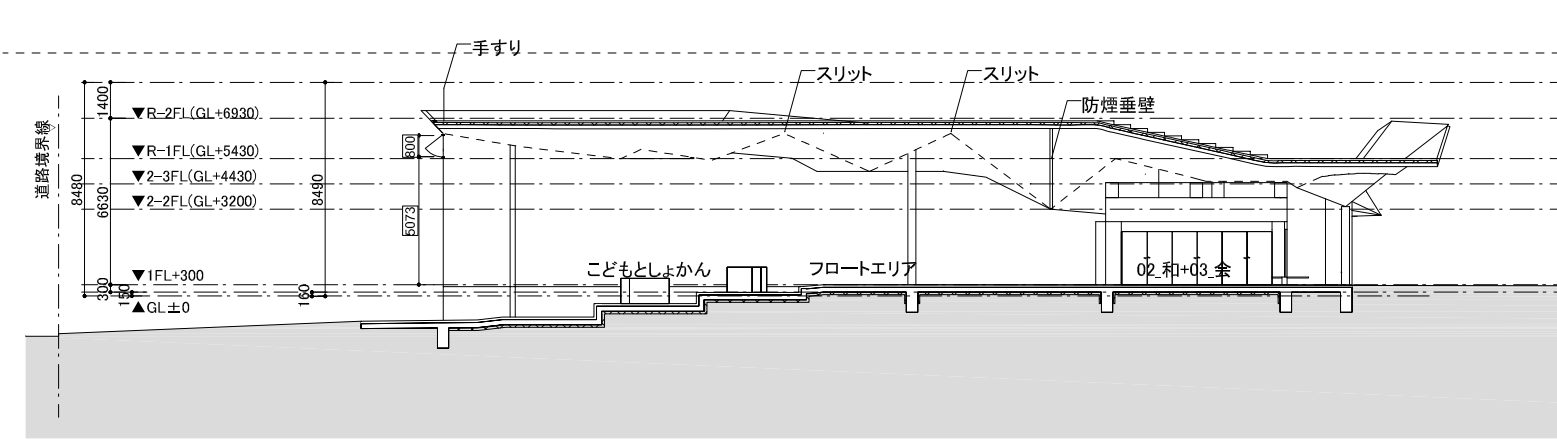 手すり
スリット
スリット
防煙垂壁
1400
▼R-2FL(GL+6930)
道路境界線
800
▼R-1FL(GL+5430)
▼2-3FL(GL+4430)
8480
6630
8490
▼2-2FL(GL+3200)
5073
こどもとしょかん
フロートエリア
02_和+03_会
▼1FL+300
300
150
160
▲GL±0